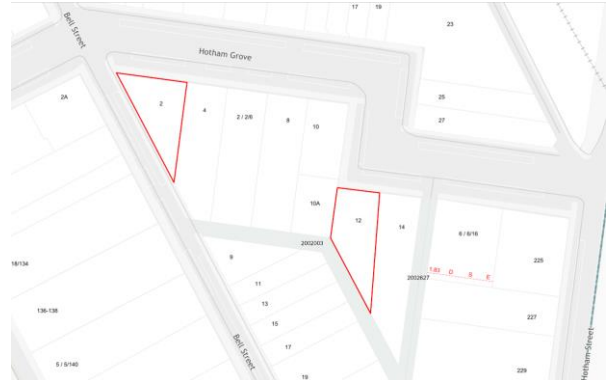 Bell Street
17
19
23
Hotham Grove
2A
2
4
2 / 2/6
8
10
25
27
10A
12
14
6 / 6/16
225
2002003
9
1.83 D S E
2002627
18/134
11
13
227
136-138
15
17
Bell Street
Hotham Street
5 / 5/140
19
229